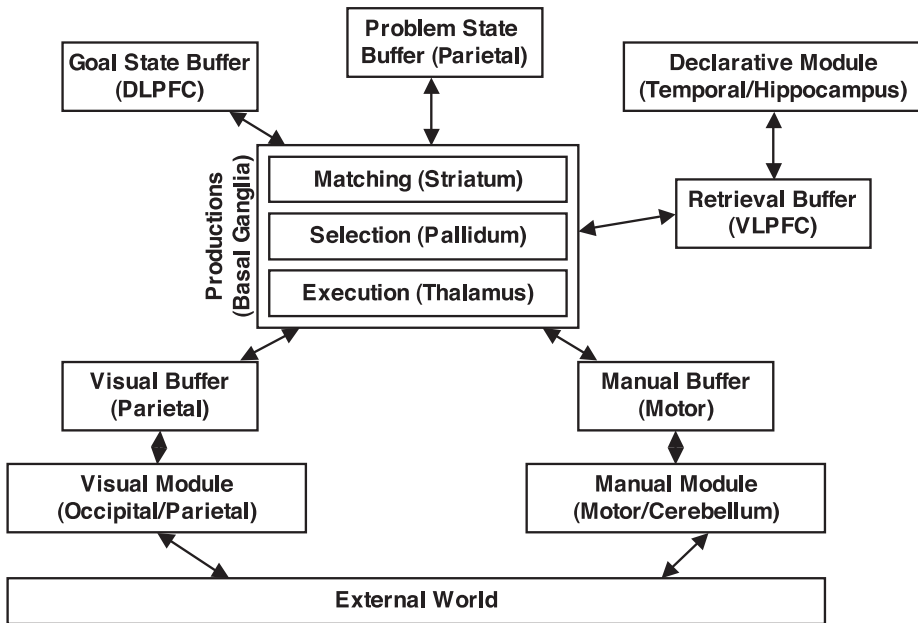 Problem State
Buffer (Parietal)
Goal State Buffer
(DLPFC)
Declarative Module
(Temporal/Hippocampus)
Productions
(Basal Ganglia)
Matching (Striatum)
Selection (Pallidum)
Execution (Thalamus)
Retrieval Buffer
(VLPFC)
Visual Buffer
(Parietal)
Manual Buffer
(Motor)
Visual Module
(Occipital/Parietal)
Manual Module
(Motor/Cerebellum)
External World